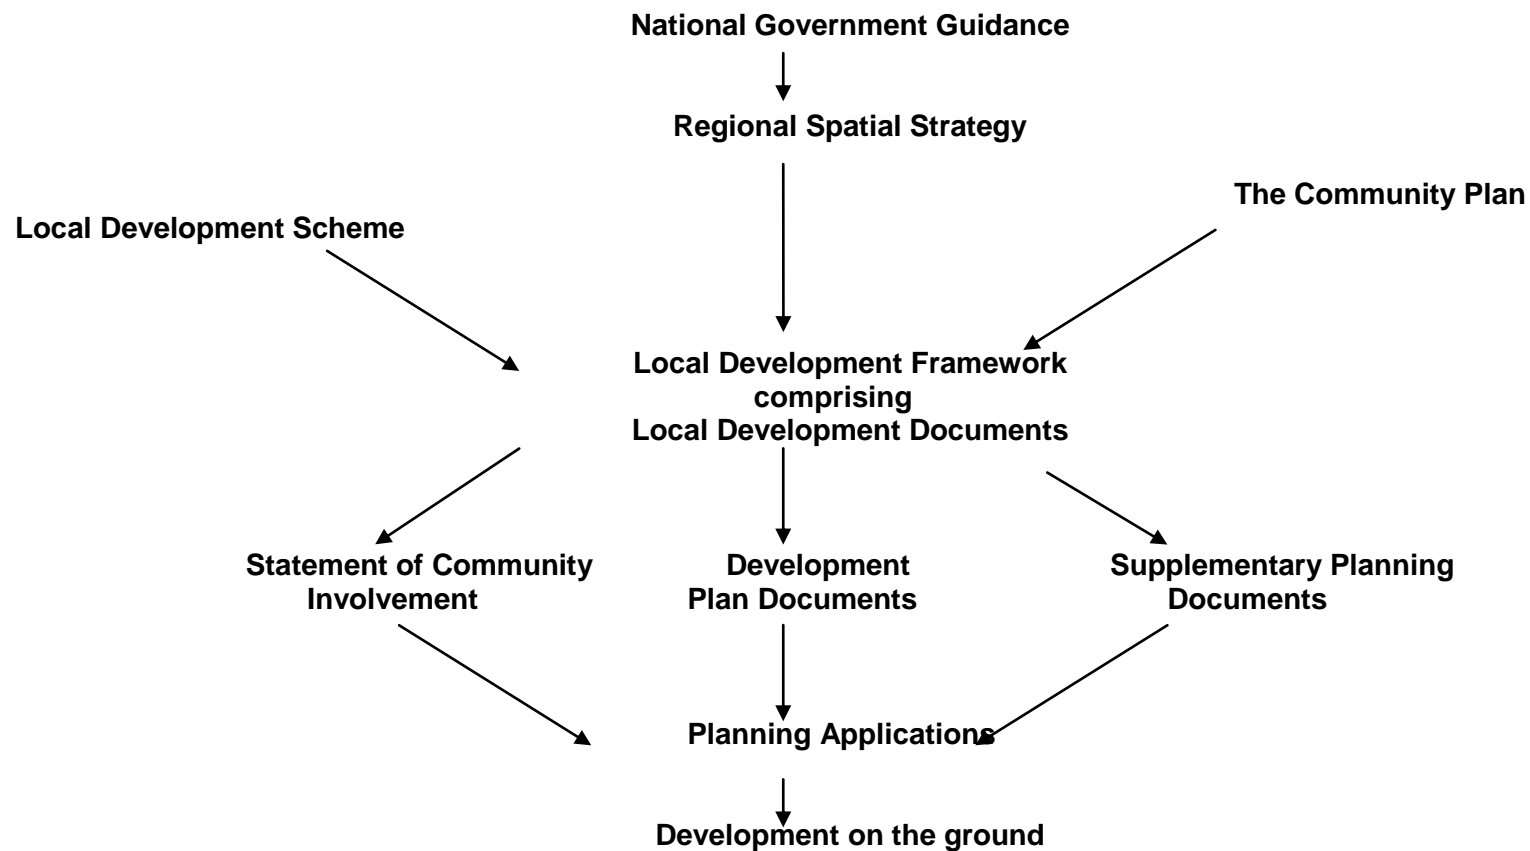 National Government Guidance
Regional Spatial Strategy
The Community Plan
Local Development Scheme
Local Development Framework
comprising
Local Development Documents
Statement of Community
Involvement
Development
Plan Documents
Supplementary Planning
Documents
Planning Applications
Development on the ground